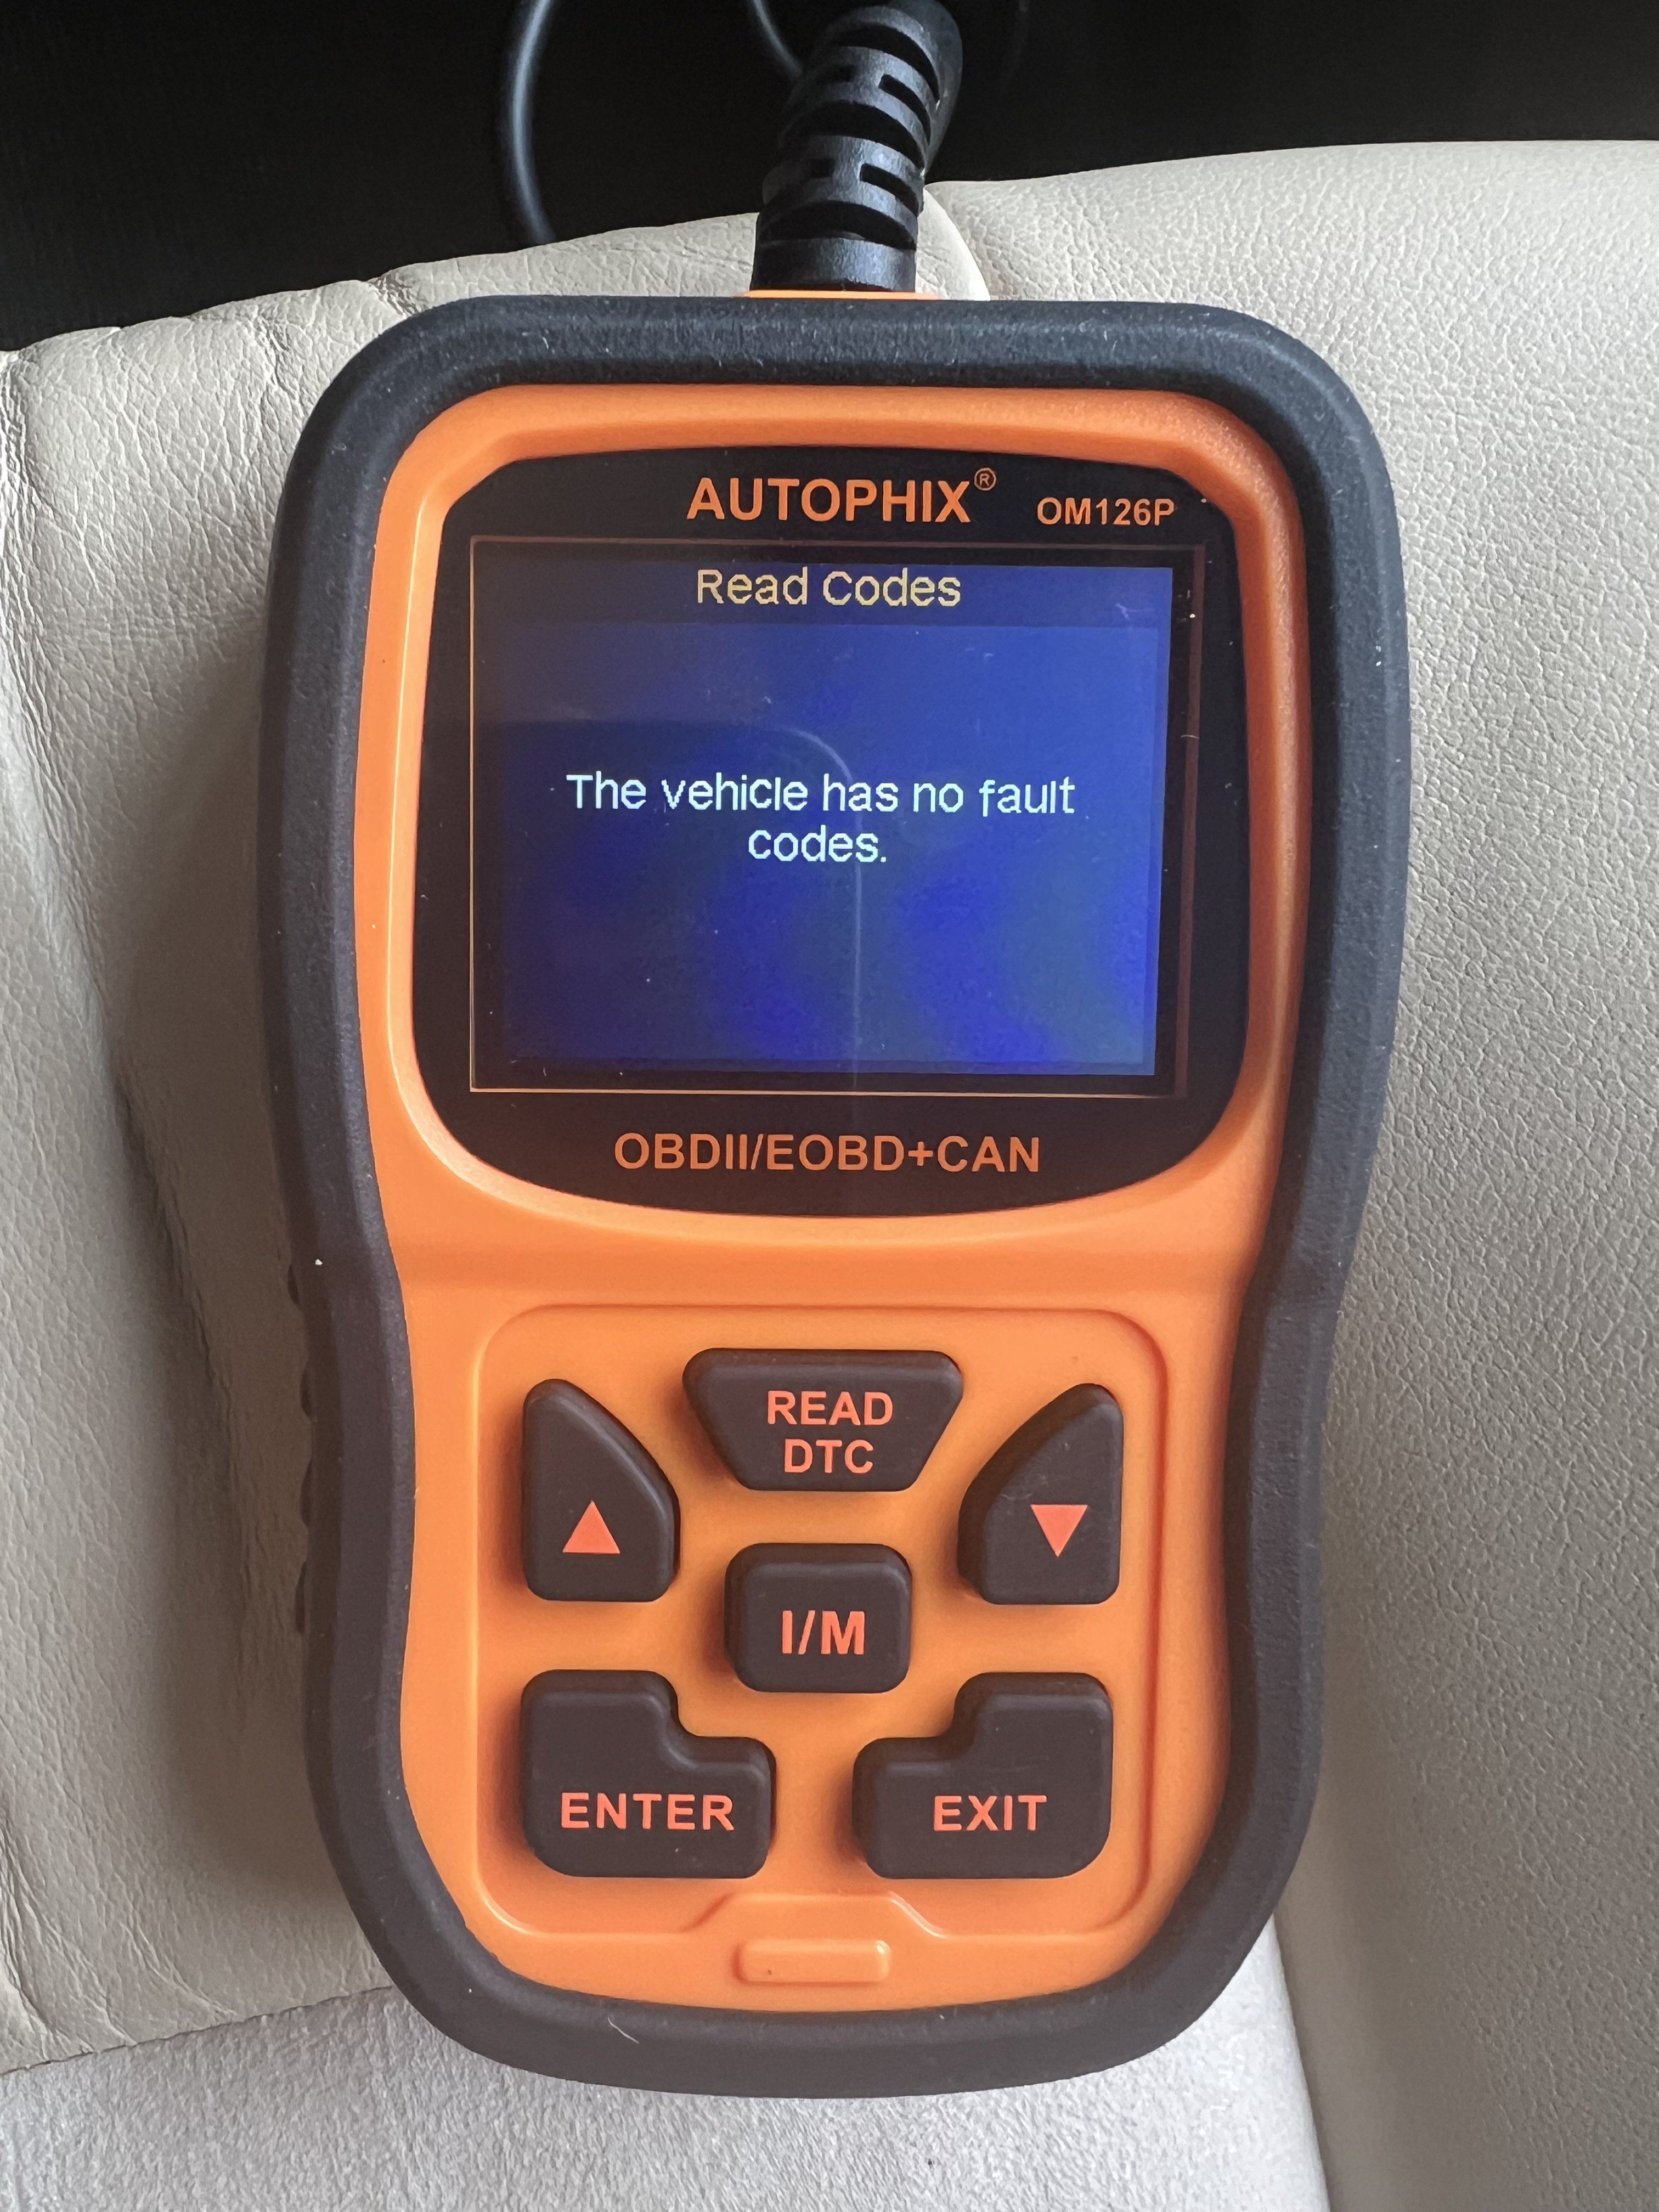 AUTOPHIX® OM126P
Read Codes
The vehicle has no fault
codes.
OBDII/EOBD+CAN
READ
DTC
▲ ▼
I/M
ENTER EXIT